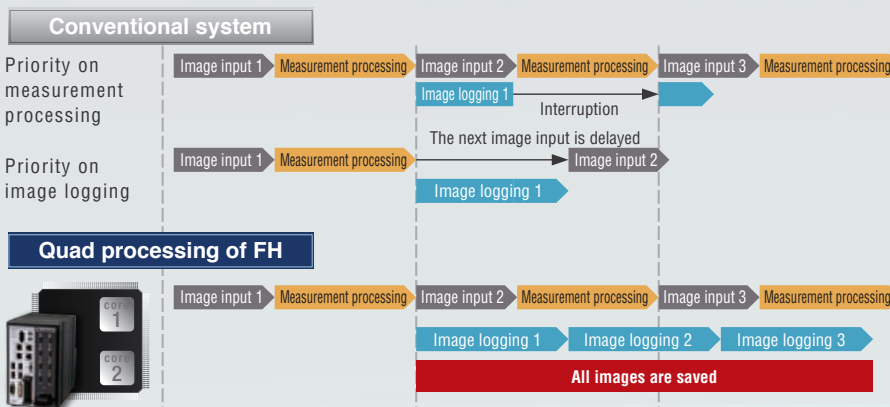 Conventional system
Priority on
measurement
processing
Image input 1
Measurement processing
Image input 2
Measurement processing
Image input 3
Measurement processing
Image logging 1
Interruption
Priority on
image logging
The next image input is delayed
Image input 1
Measurement processing
Image input 2
Image logging 1
Quad processing of FH
core
1
core
2
Image input 1
Measurement processing
Image input 2
Measurement processing
Image input 3
Measurement processing
Image logging 1
Image logging 2
Image logging 3
All images are saved